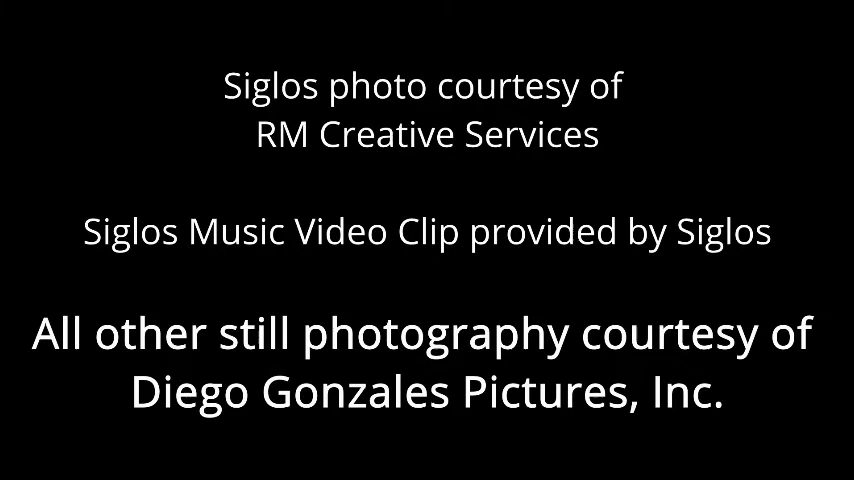 Siglos photo courtesy of
RM Creative Services
Siglos Music Video Clip provided by Siglos
All other still photography courtesy of
Diego Gonzales Pictures, Inc.